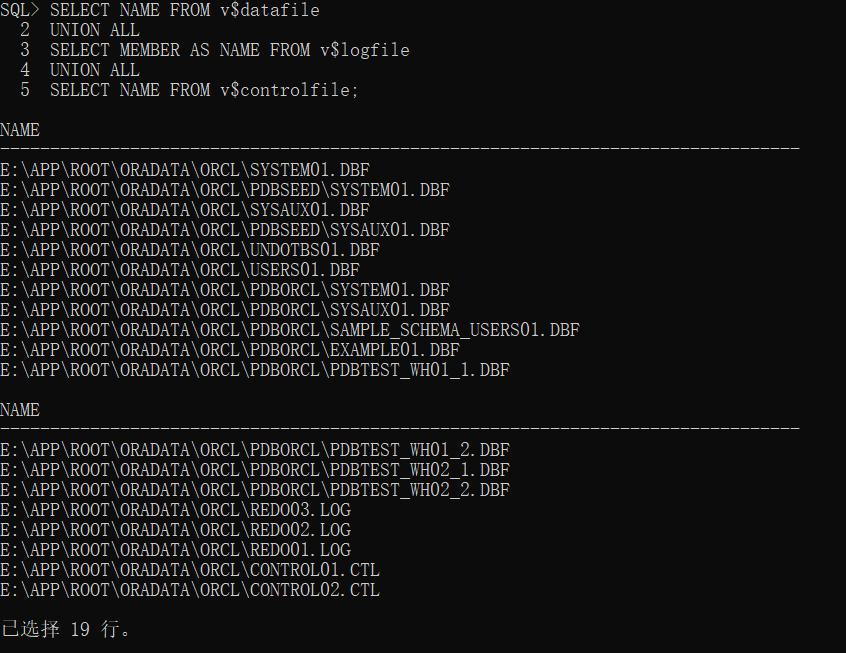 SQL> SELECT NAME FROM v$datafile
  2  UNION ALL
  3  SELECT MEMBER AS NAME FROM v$logfile
  4  UNION ALL
  5  SELECT NAME FROM v$controlfile;
NAME
--------------------------------------------------------------------------------
E:\APP\ROOT\ORADATA\ORCL\SYSTEM01.DBF
E:\APP\ROOT\ORADATA\ORCL\PDBSEED\SYSTEM01.DBF
E:\APP\ROOT\ORADATA\ORCL\SYSAUX01.DBF
E:\APP\ROOT\ORADATA\ORCL\PDBSEED\SYSAUX01.DBF
E:\APP\ROOT\ORADATA\ORCL\UNDOTBS01.DBF
E:\APP\ROOT\ORADATA\ORCL\USERS01.DBF
E:\APP\ROOT\ORADATA\ORCL\PDBORCL\SYSTEM01.DBF
E:\APP\ROOT\ORADATA\ORCL\PDBORCL\SYSAUX01.DBF
E:\APP\ROOT\ORADATA\ORCL\PDBORCL\SAMPLE_SCHEMA_USERS01.DBF
E:\APP\ROOT\ORADATA\ORCL\PDBORCL\EXAMPLE01.DBF
E:\APP\ROOT\ORADATA\ORCL\PDBORCL\PDBTEST_WH01_1.DBF
NAME
--------------------------------------------------------------------------------
E:\APP\ROOT\ORADATA\ORCL\PDBORCL\PDBTEST_WH01_2.DBF
E:\APP\ROOT\ORADATA\ORCL\PDBORCL\PDBTEST_WH02_1.DBF
E:\APP\ROOT\ORADATA\ORCL\PDBORCL\PDBTEST_WH02_2.DBF
E:\APP\ROOT\ORADATA\ORCL\REDO03.LOG
E:\APP\ROOT\ORADATA\ORCL\REDO02.LOG
E:\APP\ROOT\ORADATA\ORCL\REDO01.LOG
E:\APP\ROOT\ORADATA\ORCL\CONTROL01.CTL
E:\APP\ROOT\ORADATA\ORCL\CONTROL02.CTL
已选择 19 行。